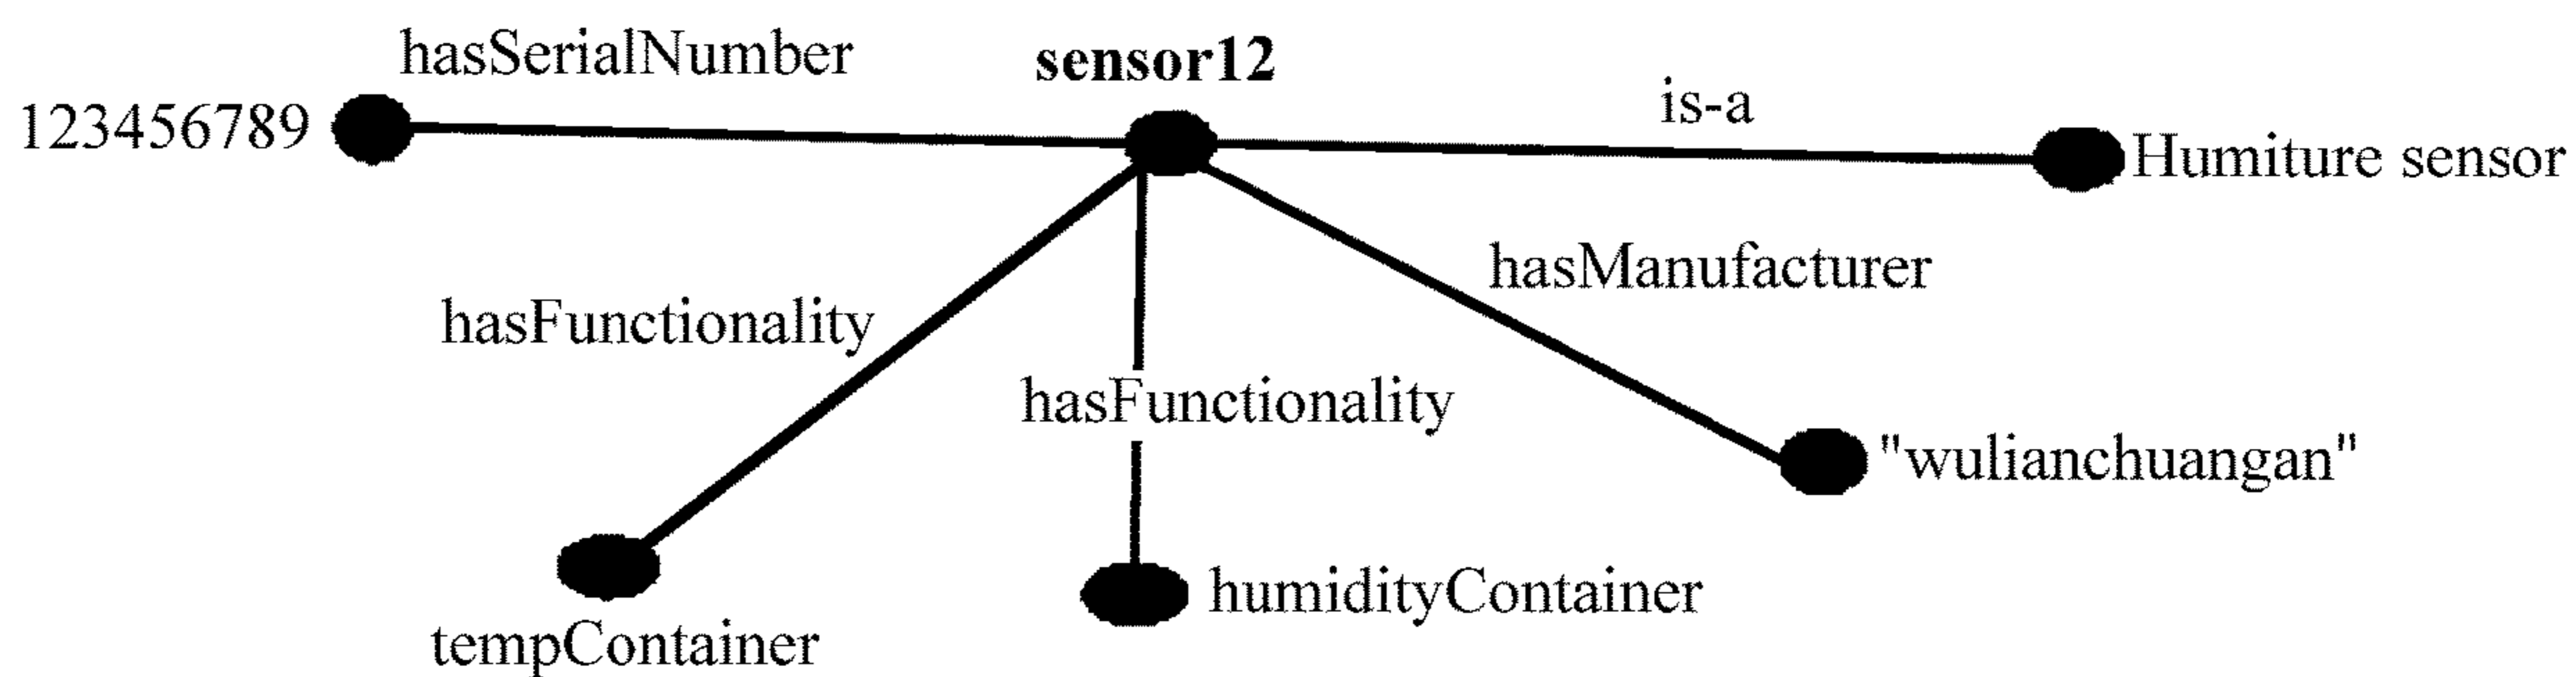 hasSerialNumber
sensor12
is-a
123456789
Humiture sensor
hasManufacturer
hasFunctionality
hasFunctionality
"wulianchuangan"
humidityContainer
tempContainer